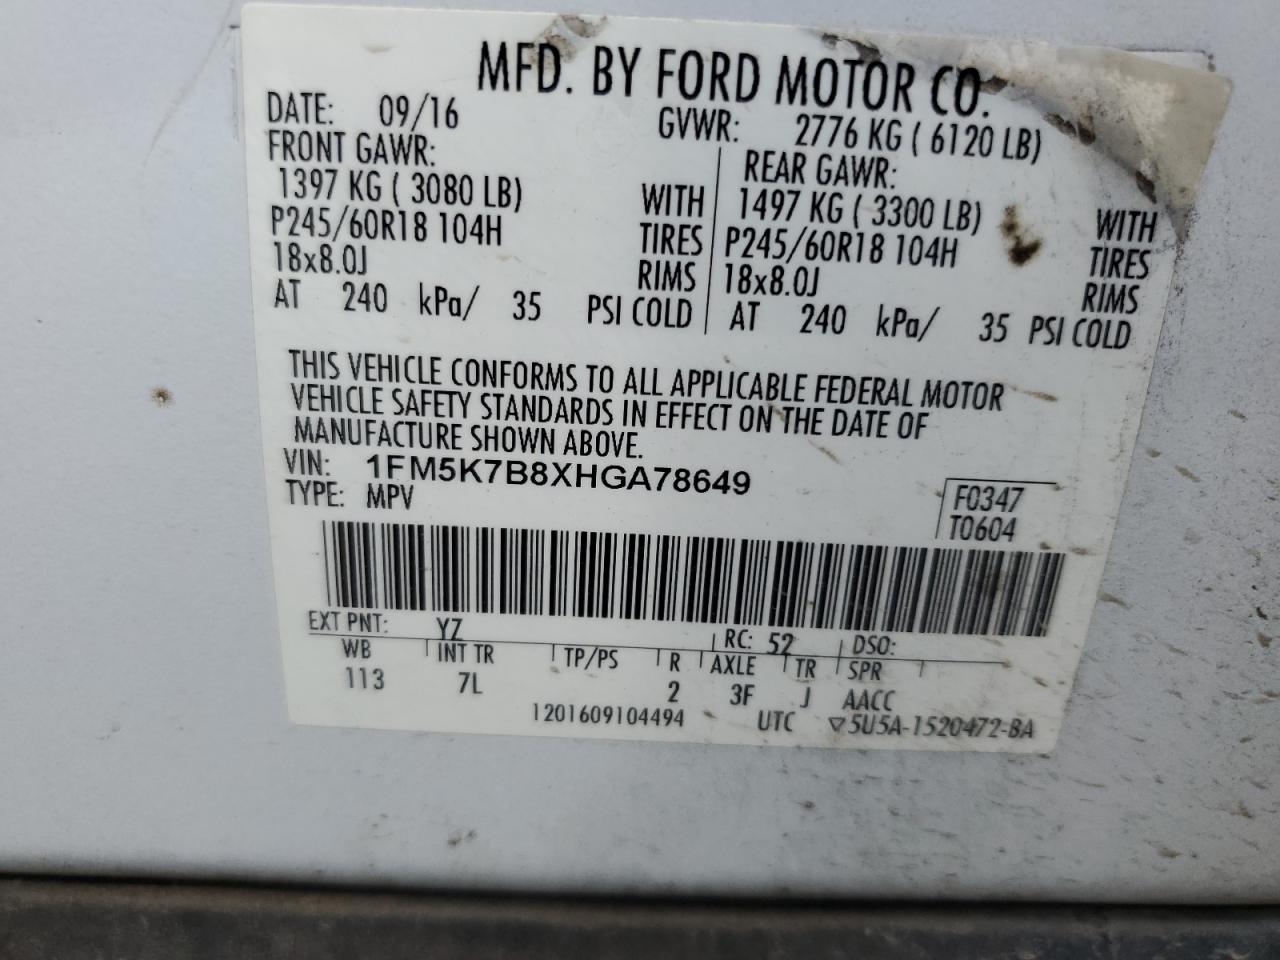 MFD. BY FORD MOTOR CO.
DATE: 09/16 GVWR: 2776 KG ( 6120 LB)
FRONT GAWR: REAR GAWR:
1397 KG ( 3080 LB) WITH 1497 KG ( 3300 LB) WITH
P245/60R18 104H TIRES P245/60R18 104H TIRES
18x8.0J RIMS 18x8.0J RIMS
AT 240 kPa/ 35 PSI COLD AT 240 kPa/ 35 PSI COLD
THIS VEHICLE CONFORMS TO ALL APPLICABLE FEDERAL MOTOR
VEHICLE SAFETY STANDARDS IN EFFECT ON THE DATE OF
MANUFACTURE SHOWN ABOVE.
VIN: 1FM5K7B8XHGA78649
TYPE: MPV
F0347
T0604
EXT PNT: YZ RC: 52 DSO:
WB INT TR TP/PS R AXLE TR SPR
113 7L 2 3F J AACC
1201609104494 UTC ▽5U5A-1520472-BA